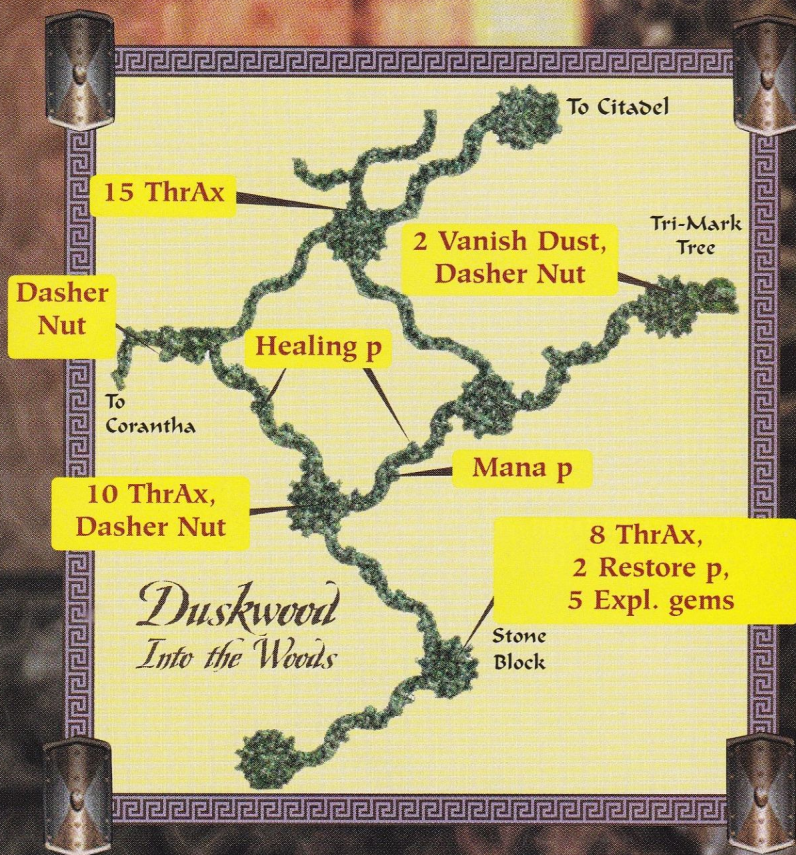 To Citadel
15 ThrAx
Tri-Mark
Tree
2 Vanish Dust,
Dasher Nut
Dasher
Nut
Healing p
To
Corantha
Mana p
10 ThrAx,
Dasher Nut
8 ThrAx,
2 Restore p,
5 Expl. gems
Duskwood
Into the Woods
Stone
Block